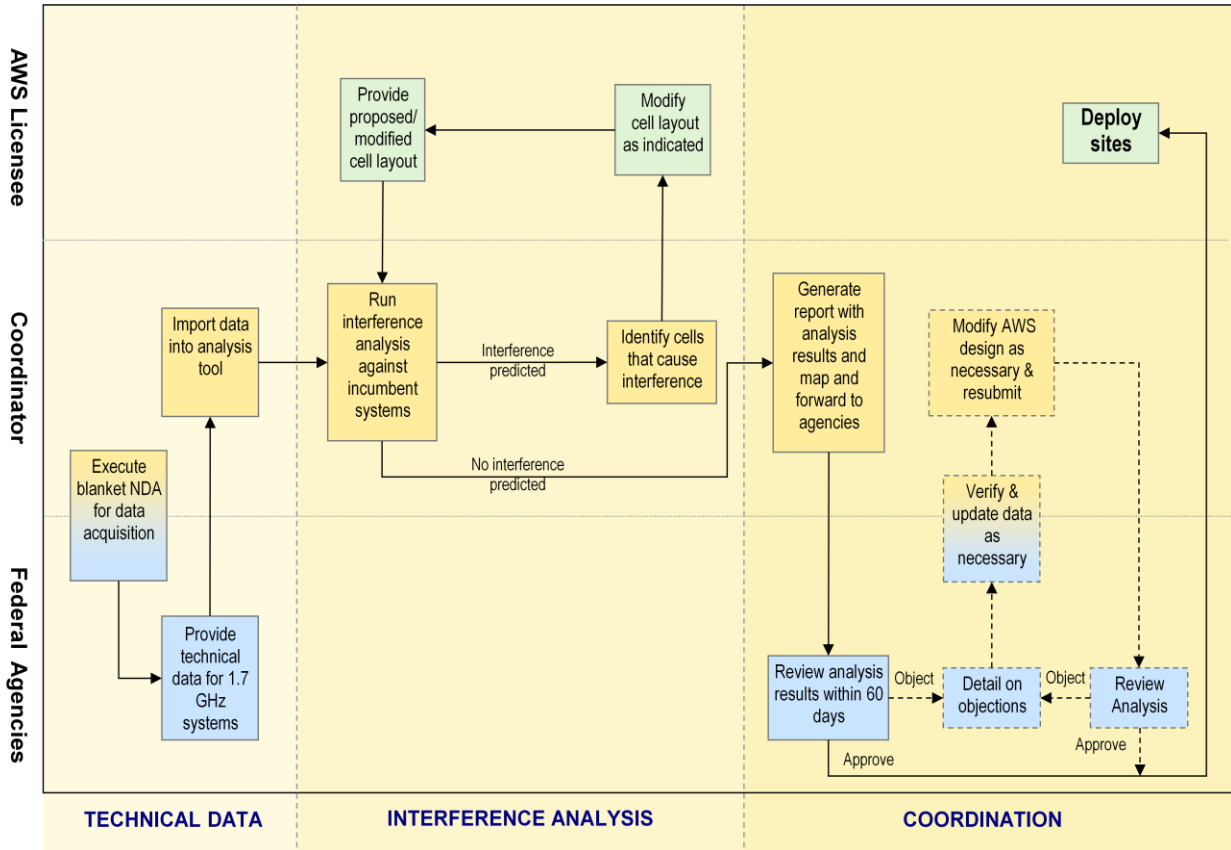 AWS Licensee
Provide
proposed/
modified
cell layout
Modify
cell layout
as indicated
Deploy
sites
Coordinator
Import data
into analysis
tool
Run
interference
analysis
against
incumbent
systems
Interference
predicted
Identify cells
that cause
interference
No interference
predicted
Generate
report with
analysis
results and
map and
forward to
agencies
Modify AWS
design as
necessary &
resubmit
Execute
blanket NDA
for data
acquisition
Verify &
update data
as
necessary
Federal Agencies
Provide
technical
data for 1.7
GHz
systems
Review analysis
results within 60
days
Object
Detail on
objections
Object
Review
Analysis
Approve
Approve
TECHNICAL DATA
INTERFERENCE ANALYSIS
COORDINATION